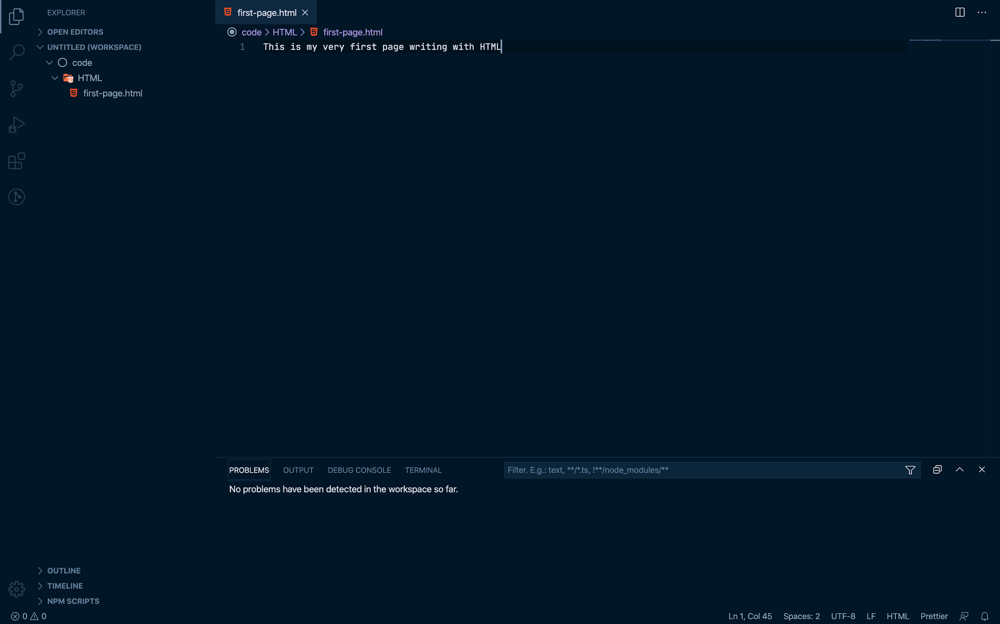 EXPLORER
OPEN EDITORS
UNTITLED (WORKSPACE)
code
HTML
first-page.html
first-page.html
code > HTML > first-page.html
1 This is my very first page writing with HTML
PROBLEMS OUTPUT DEBUG CONSOLE TERMINAL Filter. E.g.: text, **/*.ts, !**/node_modules/**
No problems have been detected in the workspace so far.
OUTLINE
TIMELINE
NPM SCRIPTS
0 0 Ln 1, Col 45 Spaces: 2 UTF-8 LF HTML Prettier